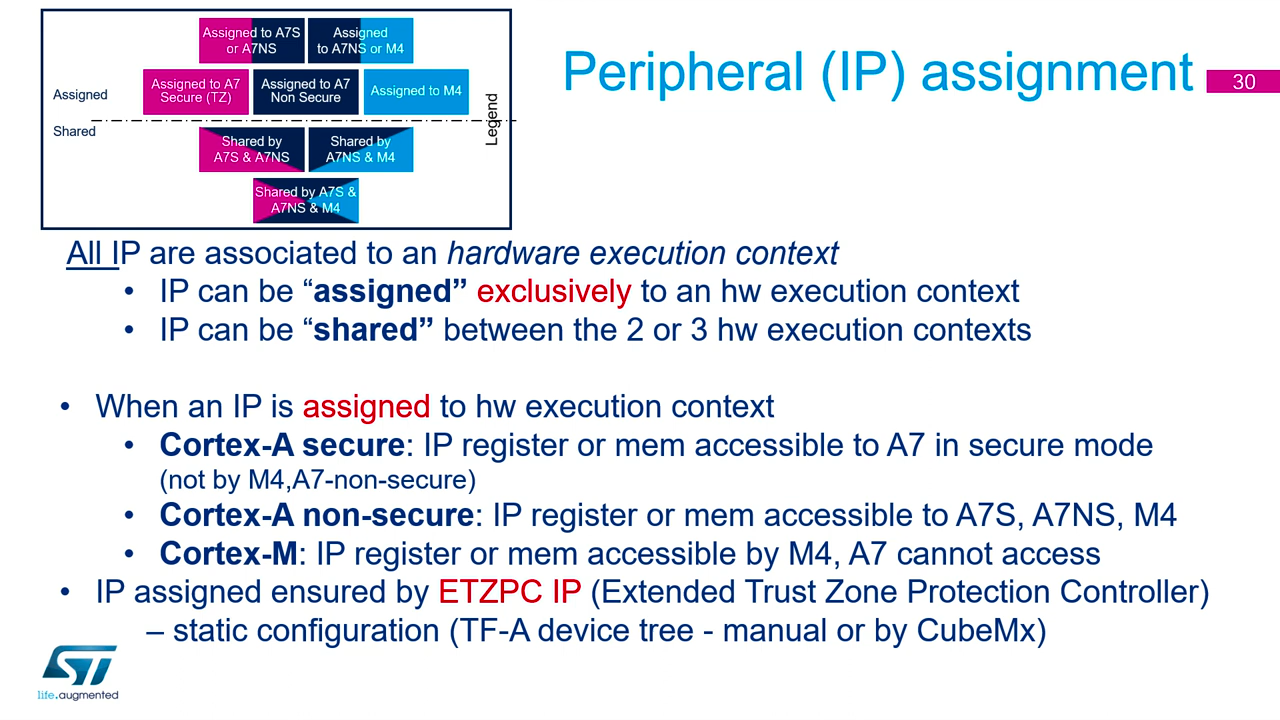 Assigned to A7S
or A7NS
Assigned
to A7NS or M4
Assigned
Assigned to A7
Secure (TZ)
Assigned to A7
Non Secure
Assigned to M4
Shared
Shared by
A7S & A7NS
Shared by
A7NS & M4
Shared by A7S &
A7NS & M4
Legend
Peripheral (IP) assignment
30
All IP are associated to an hardware execution context
• IP can be “assigned” exclusively to an hw execution context
• IP can be “shared” between the 2 or 3 hw execution contexts
• When an IP is assigned to hw execution context
• Cortex-A secure: IP register or mem accessible to A7 in secure mode
(not by M4,A7-non-secure)
• Cortex-A non-secure: IP register or mem accessible to A7S, A7NS, M4
• Cortex-M: IP register or mem accessible by M4, A7 cannot access
• IP assigned ensured by ETZPC IP (Extended Trust Zone Protection Controller)
– static configuration (TF-A device tree - manual or by CubeMx)
ST
life.augmented